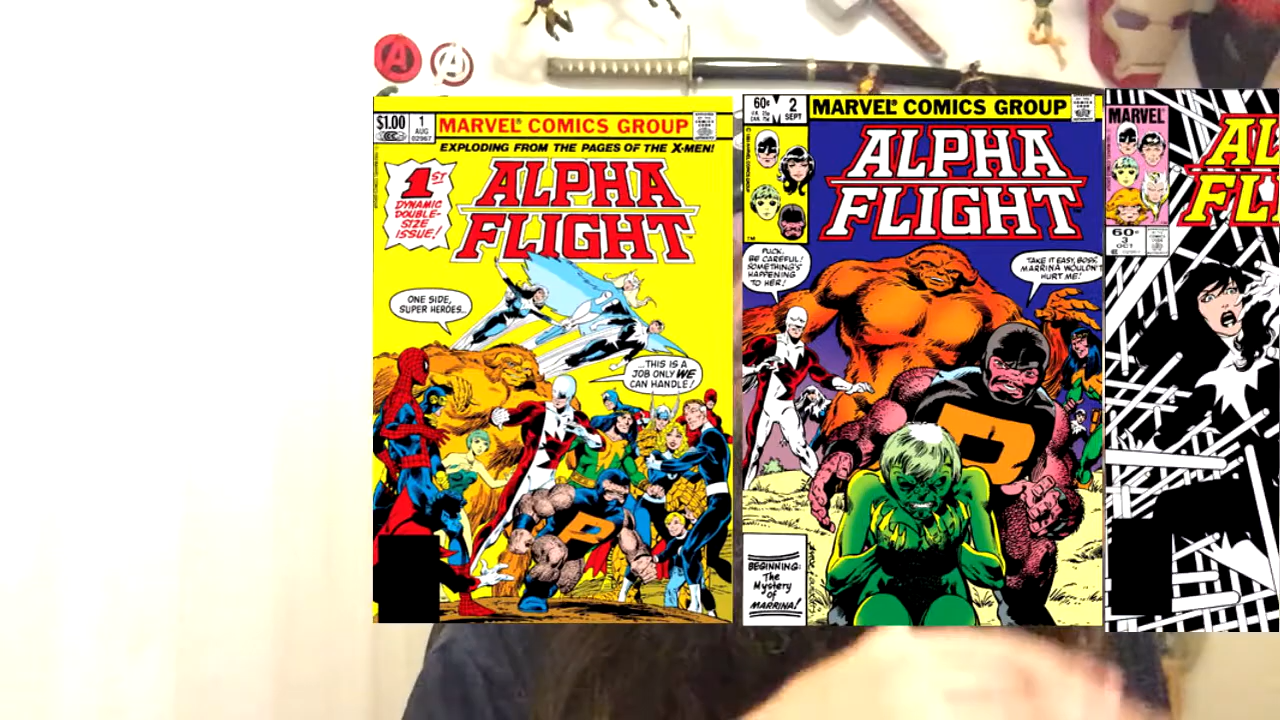 $1.00
1
AUG
02967
MARVEL® COMICS GROUP
EXPLODING FROM THE PAGES OF THE X-MEN!
1ST
DYNAMIC
DOUBLE-
SIZE
ISSUE!
ALPHA
FLIGHT
ONE SIDE,
SUPER HEROES...
...THIS IS A
JOB ONLY WE
CAN HANDLE!
P
60¢
2
SEPT
MARVEL® COMICS GROUP
ALPHA
FLIGHT
PUCK,
BE CAREFUL!
SOMETHING'S
HAPPENING
TO HER!
TAKE IT EASY, BOSS,
MARRINA WOULDN'T
HURT ME!
BEGINNING:
The
Mystery
of
MARRINA!
MARVEL
60¢
3
OCT
AL
FLI